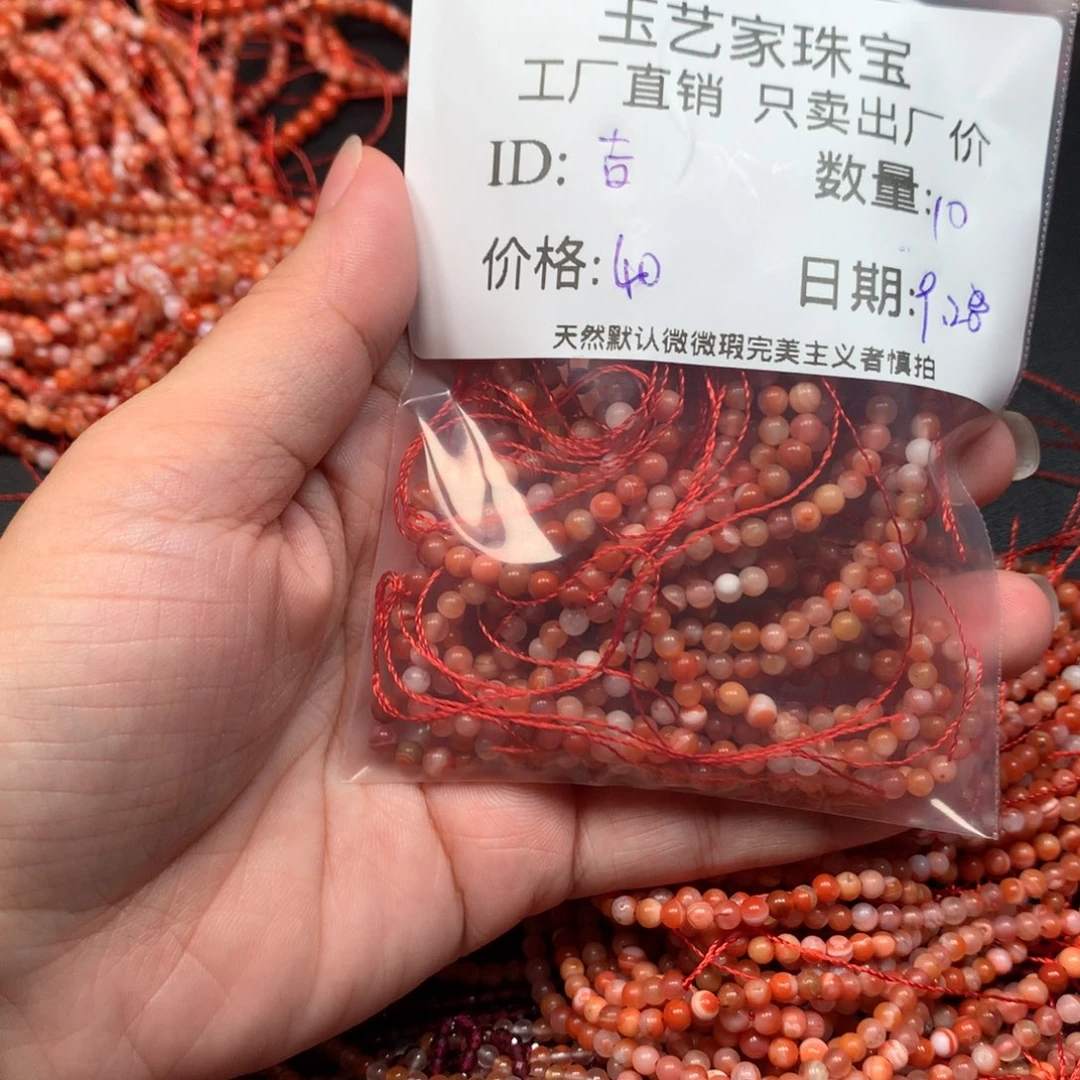 玉艺家珠宝
工厂直销 只卖出厂价
ID: 吉 数量: 10
价格: 40 日期: 9.28
天然默认微微瑕完美主义者慎拍